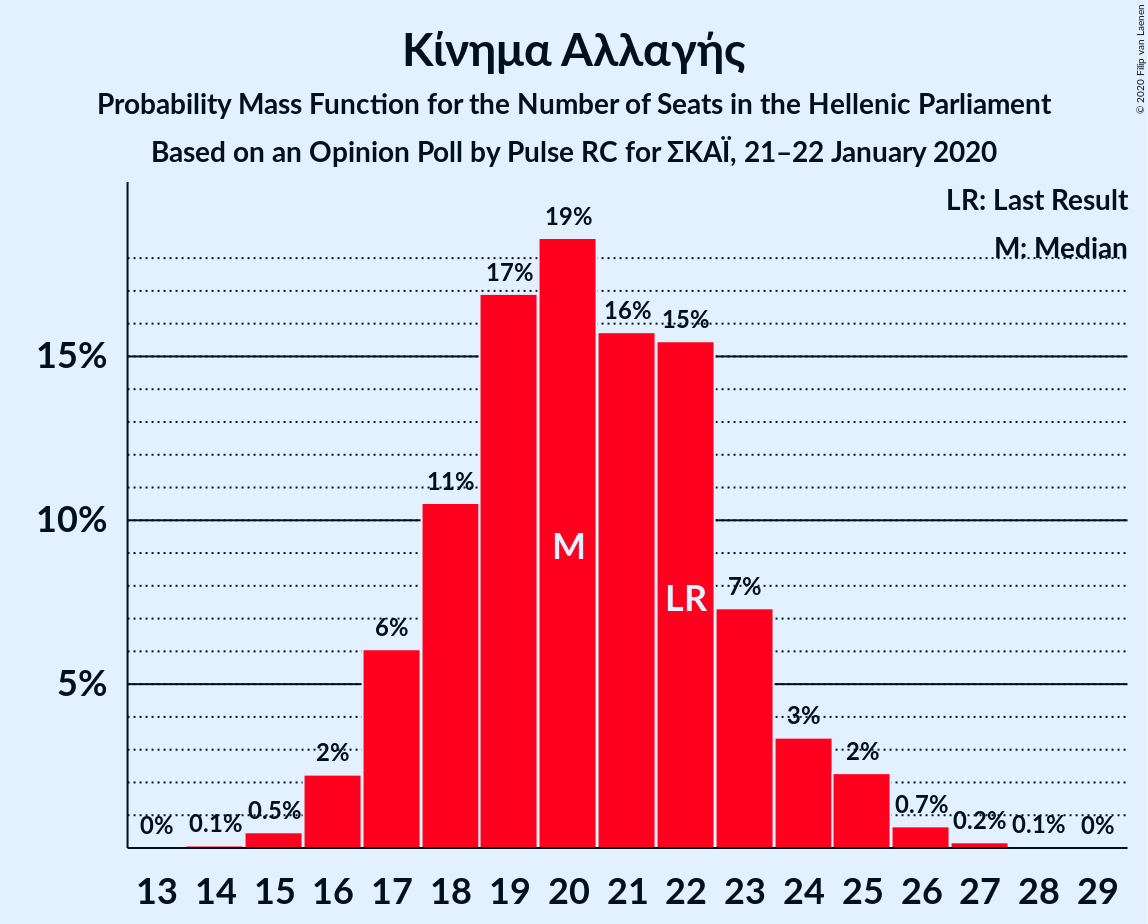 Κίνημα Αλλαγής
Probability Mass Function for the Number of Seats in the Hellenic Parliament
Based on an Opinion Poll by Pulse RC for ΣΚΑΪ, 21–22 January 2020
© 2020 Filip van Laenen
LR: Last Result
M: Median
15%
10%
5%
0%
0.1%
0.5%
2%
6%
11%
17%
19%
16%
15%
7%
3%
2%
0.7%
0.2%
0.1%
0%
M
LR
13 14 15 16 17 18 19 20 21 22 23 24 25 26 27 28 29